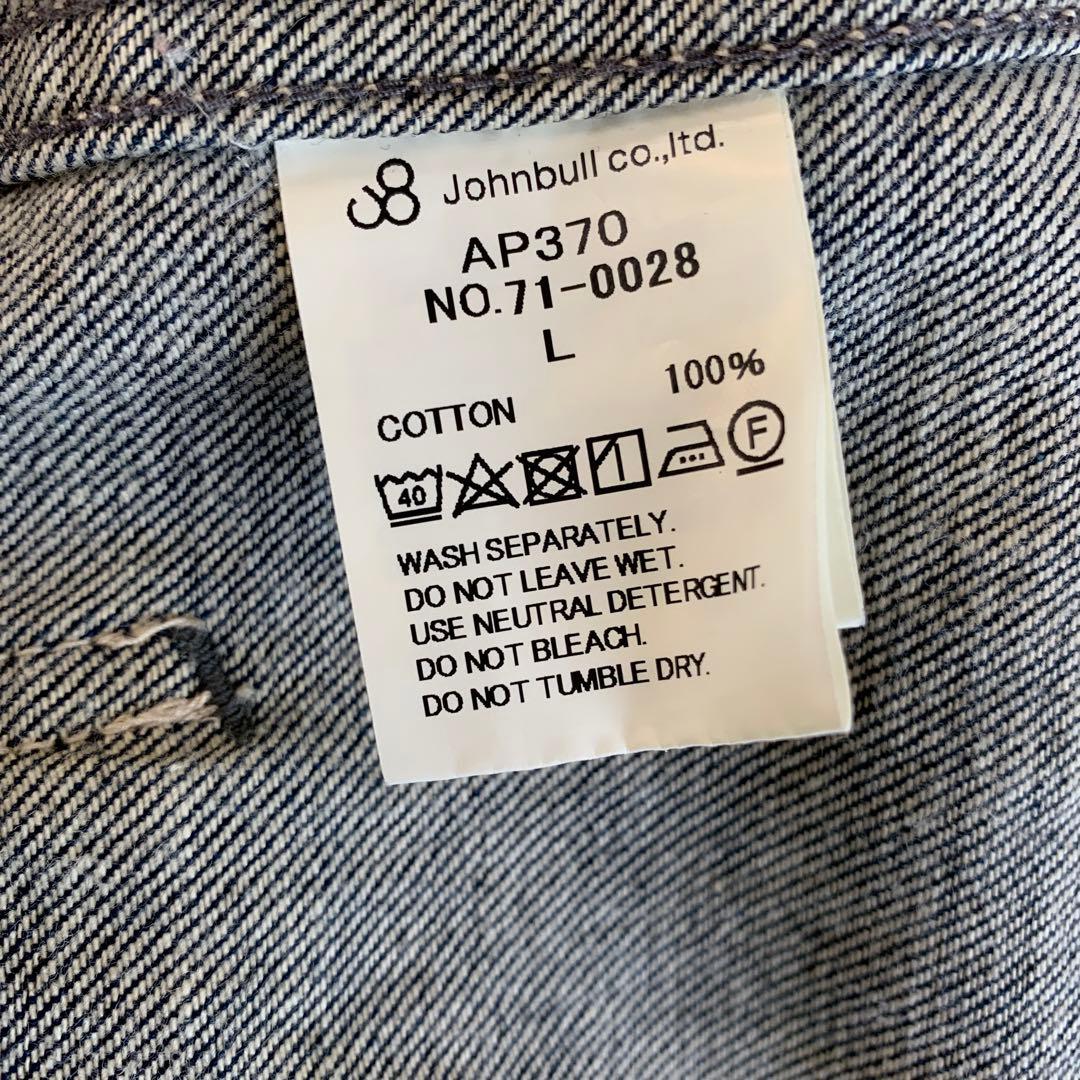 Johnbull co.,ltd.
AP370
NO.71-0028
L
COTTON 100%
40 F
WASH SEPARATELY.
DO NOT LEAVE WET.
USE NEUTRAL DETERGENT.
DO NOT BLEACH.
DO NOT TUMBLE DRY.